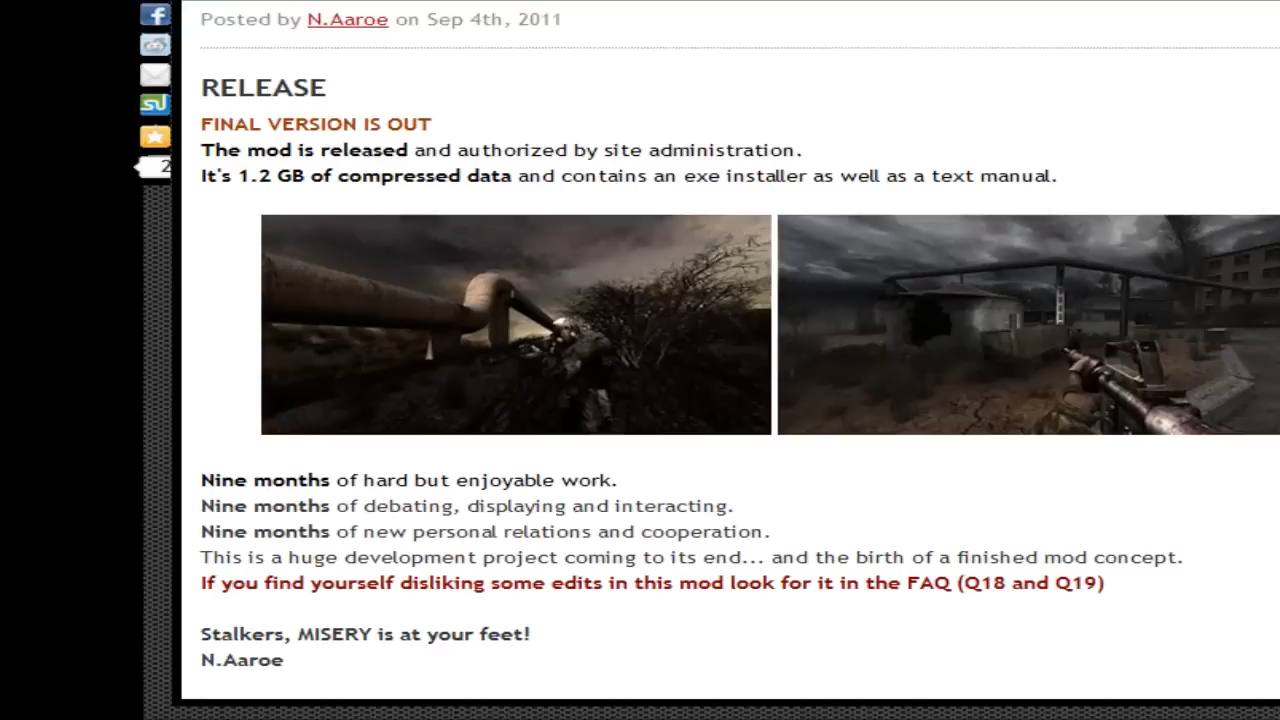 Posted by N.Aaroe on Sep 4th, 2011
RELEASE
FINAL VERSION IS OUT
The mod is released and authorized by site administration.
It's 1.2 GB of compressed data and contains an exe installer as well as a text manual.
2
Nine months of hard but enjoyable work.
Nine months of debating, displaying and interacting.
Nine months of new personal relations and cooperation.
This is a huge development project coming to its end... and the birth of a finished mod concept.
If you find yourself disliking some edits in this mod look for it in the FAQ (Q18 and Q19)
Stalkers, MISERY is at your feet!
N.Aaroe